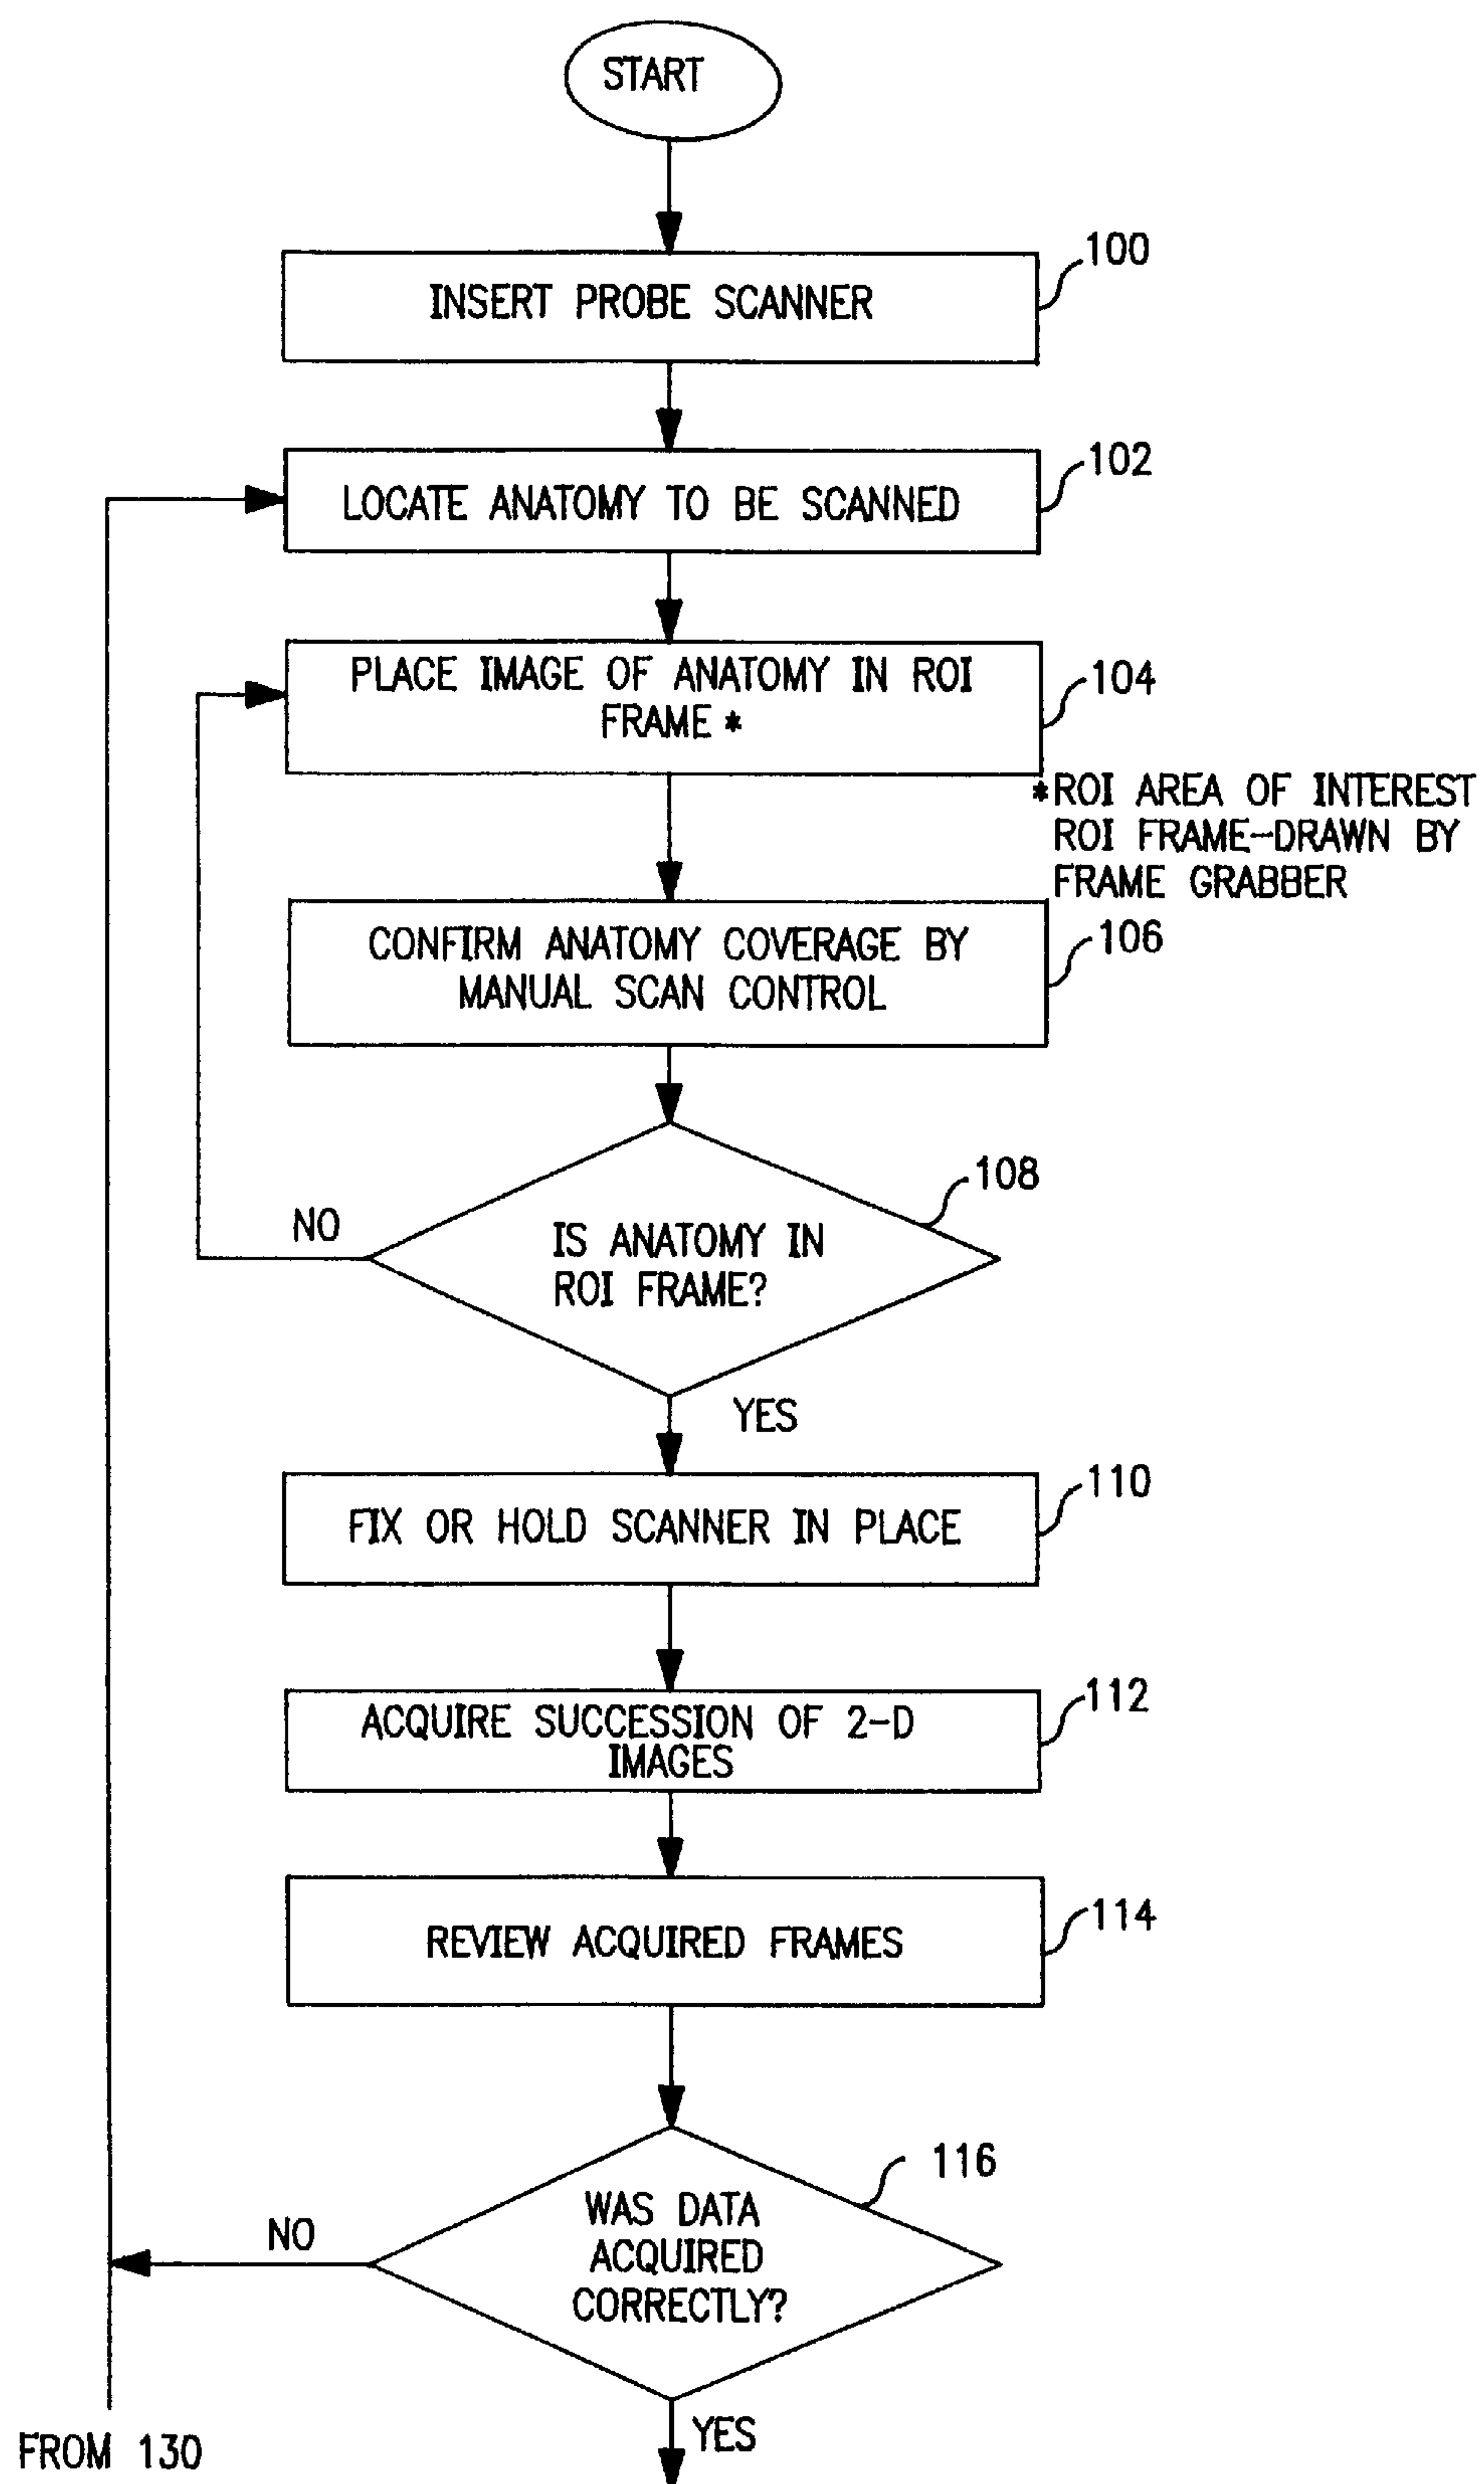 START
100
INSERT PROBE SCANNER
102
LOCATE ANATOMY TO BE SCANNED
PLACE IMAGE OF ANATOMY IN ROI
FRAME *
104
*ROI AREA OF INTEREST
ROI FRAME-DRAWN BY
FRAME GRABBER
106
CONFIRM ANATOMY COVERAGE BY
MANUAL SCAN CONTROL
108
NO
IS ANATOMY IN
ROI FRAME?
YES
110
FIX OR HOLD SCANNER IN PLACE
112
ACQUIRE SUCCESSION OF 2-D
IMAGES
114
REVIEW ACQUIRED FRAMES
116
NO
WAS DATA
ACQUIRED
CORRECTLY?
YES
FROM 130